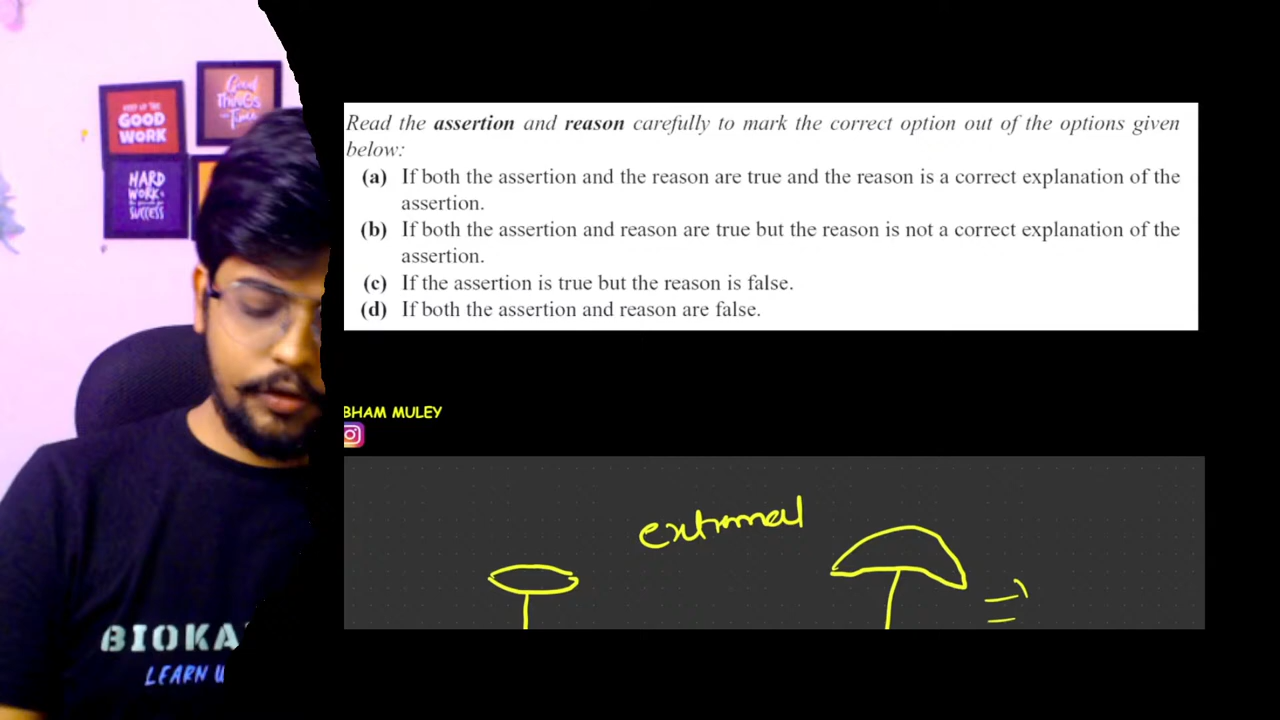 KEEP UP THE
GOOD
WORK
Good
THINGS
Time
HARD
WORK
SUCCESS
Read the assertion and reason carefully to mark the correct option out of the options given
below:
(a) If both the assertion and the reason are true and the reason is a correct explanation of the
assertion.
(b) If both the assertion and reason are true but the reason is not a correct explanation of the
assertion.
(c) If the assertion is true but the reason is false.
(d) If both the assertion and reason are false.
BHAM MULEY
BIOKA
LEARN U